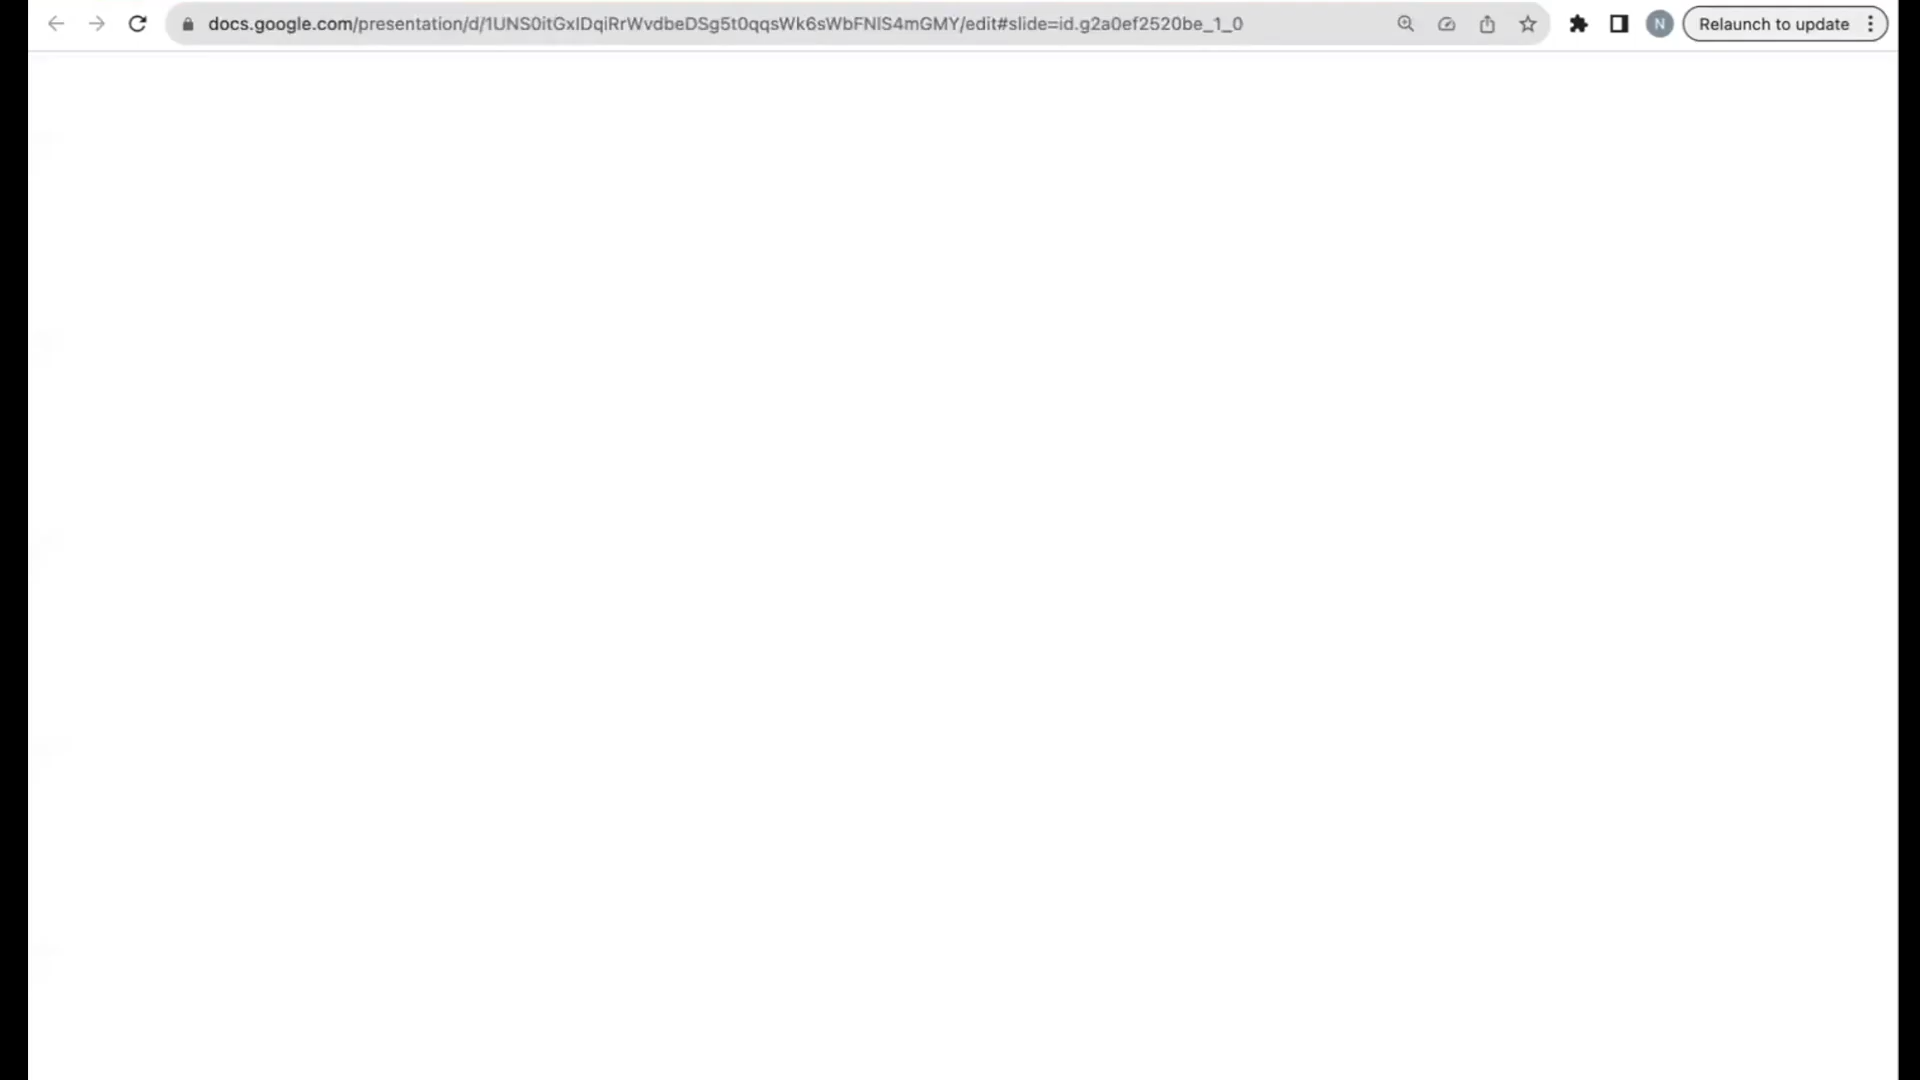 docs.google.com/presentation/d/1UNS0itGxIDqiRrWvdbeDSg5t0qqsWk6sWbFNIS4mGMY/edit#slide=id.g2a0ef2520be_1_0
N
Relaunch to update